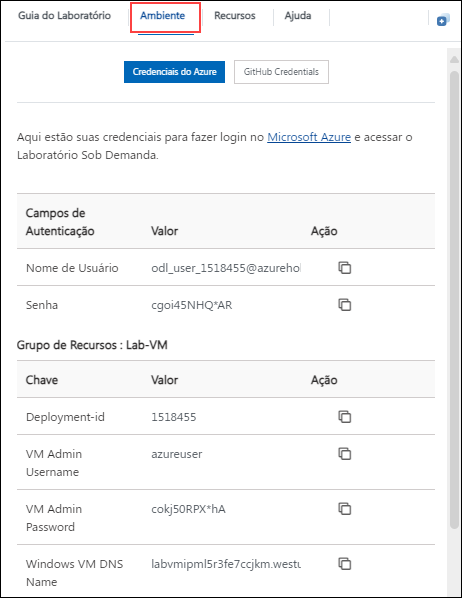 Guia do Laboratório Ambiente Recursos Ajuda
Credenciais do Azure GitHub Credentials
Aqui estão suas credenciais para fazer login no Microsoft Azure e acessar o
Laboratório Sob Demanda.
Campos de
Autenticação Valor Ação
Nome de Usuário odl_user_1518455@azureho
Senha cgoi45NHQ*AR
Grupo de Recursos : Lab-VM
Chave Valor Ação
Deployment-id 1518455
VM Admin
Username azureuser
VM Admin
Password cokj50RPX*hA
Windows VM DNS
Name labvmipml5r3fe7ccjkm.westu